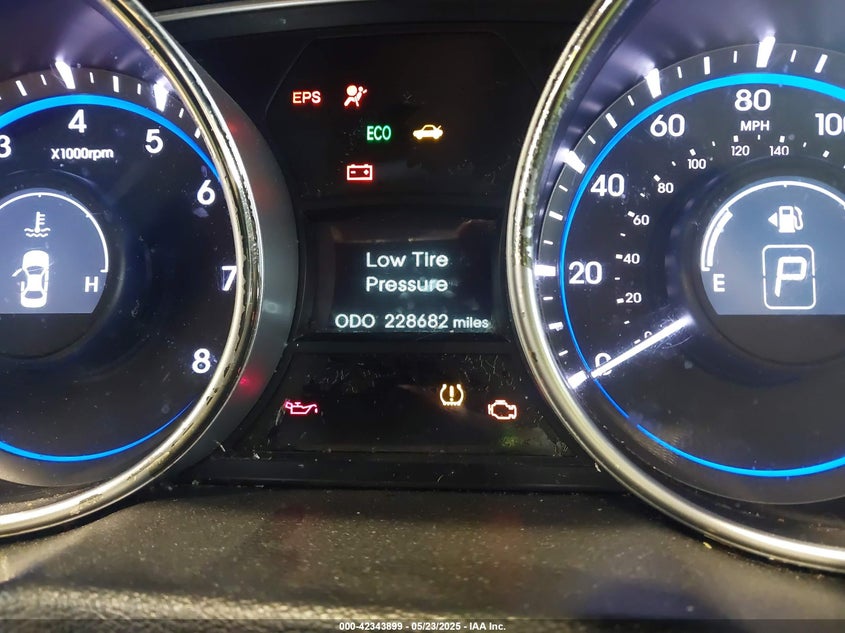 EPS
ECO
3 4 5 6 7 8
X1000rpm
H
Low Tire
Pressure
ODO 228682 miles
0 20 40 60 80 100
MPH
20 40 60 80 100 120 140
E
P
000-42343899 - 05/23/2025 - IAA Inc.